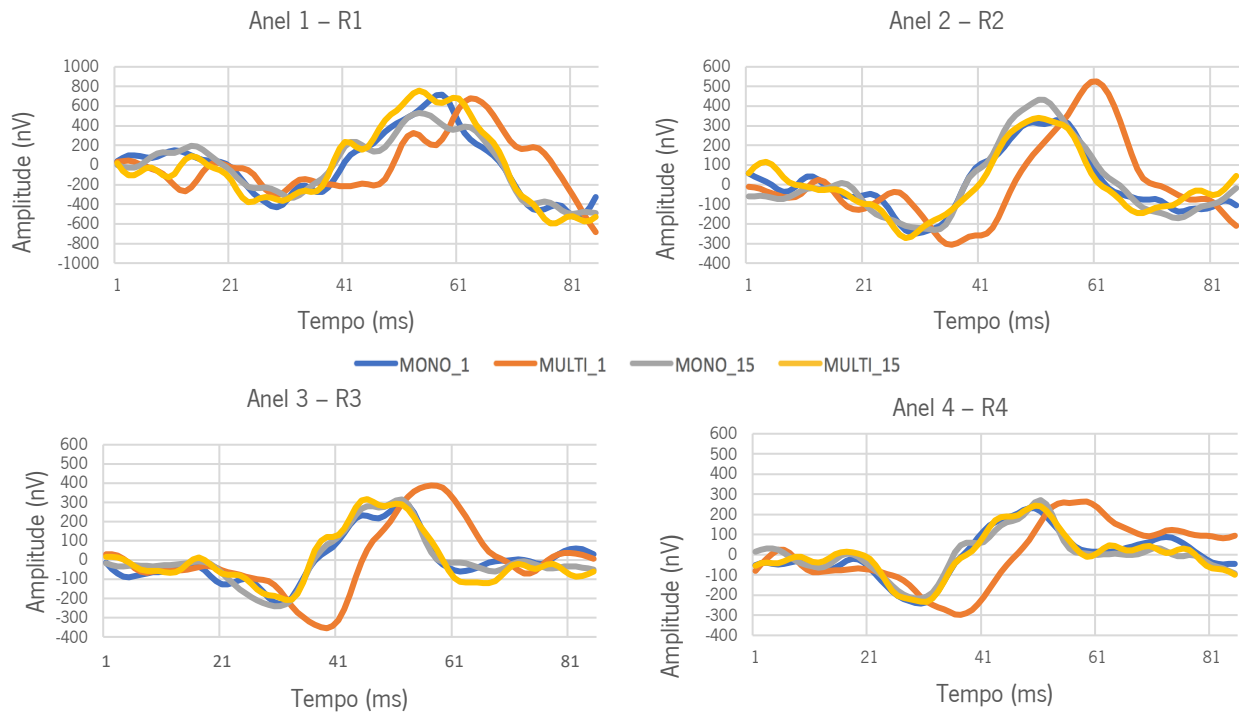 Anel 1 – R1
Amplitude (nV)
1000
800
600
400
200
0
-200
-400
-600
-800
-1000
1 21 41 61 81
Tempo (ms)
Anel 2 – R2
Amplitude (nV)
600
500
400
300
200
100
0
-100
-200
-300
-400
1 21 41 61 81
Tempo (ms)
MONO_1 MULTI_1 MONO_15 MULTI_15
Anel 3 – R3
Amplitude (nV)
600
500
400
300
200
100
0
-100
-200
-300
-400
1 21 41 61 81
Tempo (ms)
Anel 4 – R4
Amplitude (nV)
600
500
400
300
200
100
0
-100
-200
-300
-400
1 21 41 61 81
Tempo (ms)